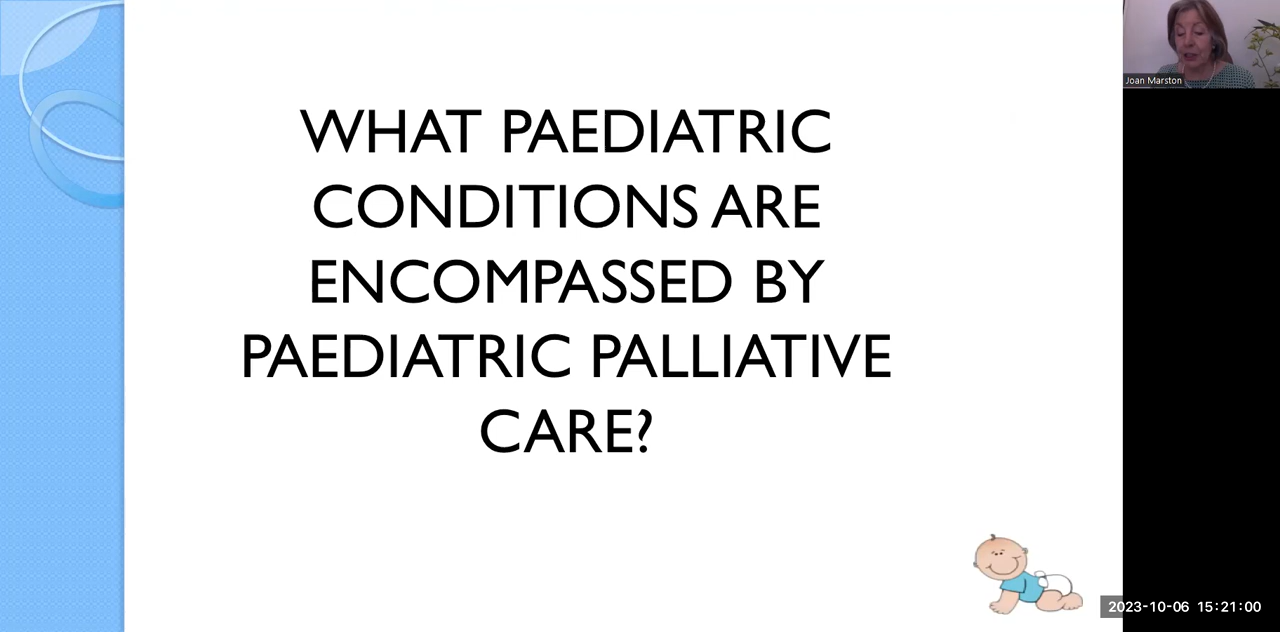 WHAT PAEDIATRIC
CONDITIONS ARE
ENCOMPASSED BY
PAEDIATRIC PALLIATIVE
CARE?
Joan Marston
2023-10-06 15:21:00